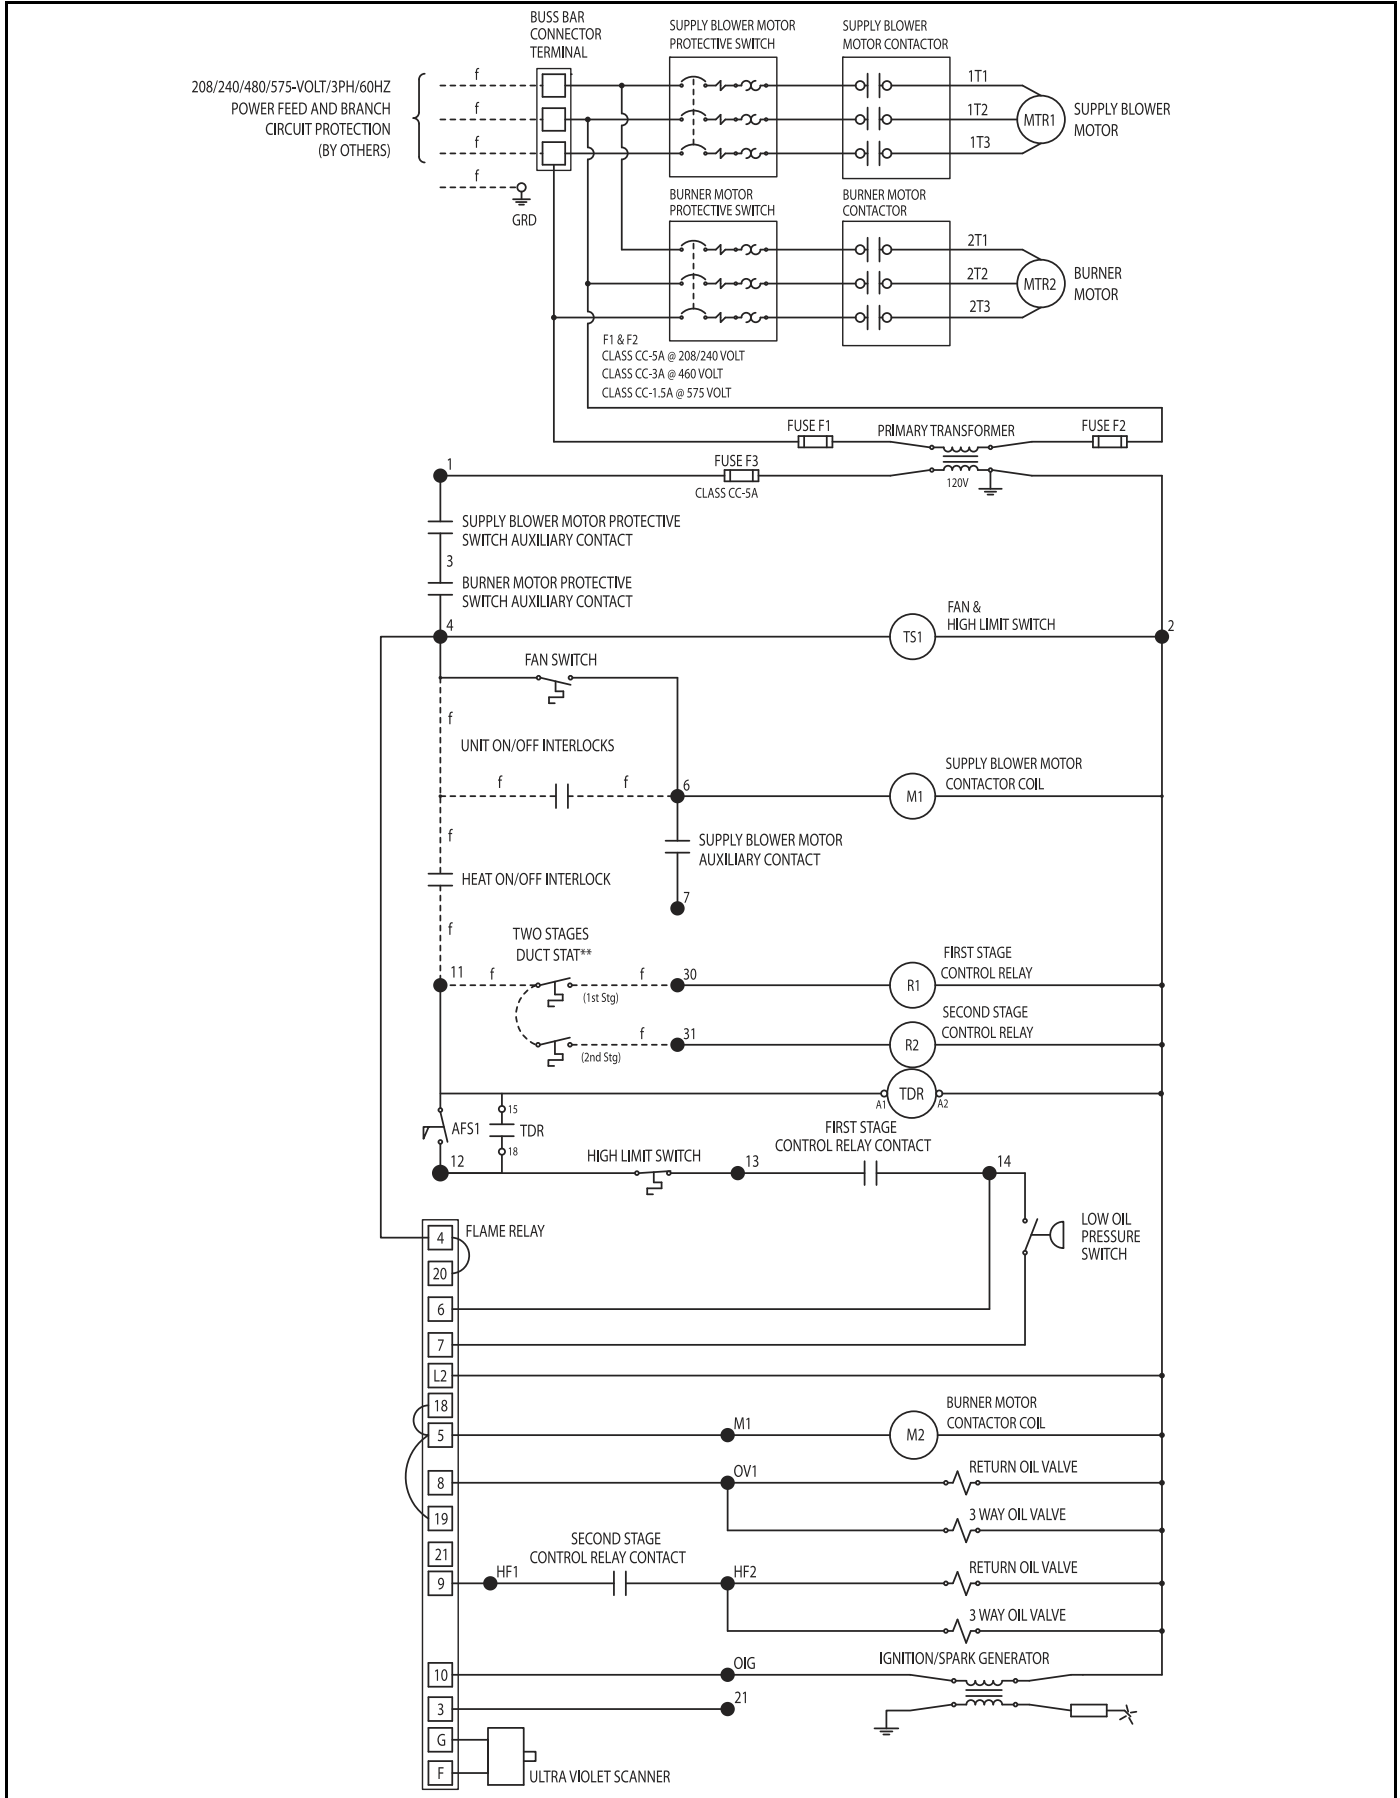 BUSS BAR
CONNECTOR
TERMINAL
SUPPLY BLOWER MOTOR
PROTECTIVE SWITCH
SUPPLY BLOWER
MOTOR CONTACTOR
208/240/480/575-VOLT/3PH/60HZ
POWER FEED AND BRANCH
CIRCUIT PROTECTION
(BY OTHERS)
f
f
f
f
GRD
1T1
1T2
1T3
MTR1
SUPPLY BLOWER
MOTOR
BURNER MOTOR
PROTECTIVE SWITCH
BURNER MOTOR
CONTACTOR
2T1
2T2
2T3
MTR2
BURNER
MOTOR
F1 & F2
CLASS CC-5A @ 208/240 VOLT
CLASS CC-3A @ 460 VOLT
CLASS CC-1.5A @ 575 VOLT
FUSE F1
PRIMARY TRANSFORMER
FUSE F2
1
FUSE F3
CLASS CC-5A
120V
SUPPLY BLOWER MOTOR PROTECTIVE
SWITCH AUXILIARY CONTACT
3
BURNER MOTOR PROTECTIVE
SWITCH AUXILIARY CONTACT
4
TS1
FAN &
HIGH LIMIT SWITCH
2
FAN SWITCH
f
UNIT ON/OFF INTERLOCKS
f
f
6
M1
SUPPLY BLOWER MOTOR
CONTACTOR COIL
f
SUPPLY BLOWER MOTOR
AUXILIARY CONTACT
HEAT ON/OFF INTERLOCK
7
f
TWO STAGES
DUCT STAT**
11
f
(1st Stg)
f
30
R1
FIRST STAGE
CONTROL RELAY
(2nd Stg)
f
31
R2
SECOND STAGE
CONTROL RELAY
A1
TDR
A2
AFS1
15
TDR
18
12
HIGH LIMIT SWITCH
13
FIRST STAGE
CONTROL RELAY CONTACT
14
LOW OIL
PRESSURE
SWITCH
FLAME RELAY
4
20
6
7
L2
18
5
M1
M2
BURNER MOTOR
CONTACTOR COIL
8
OV1
RETURN OIL VALVE
19
3 WAY OIL VALVE
21
SECOND STAGE
CONTROL RELAY CONTACT
9
HF1
HF2
RETURN OIL VALVE
3 WAY OIL VALVE
10
OIG
IGNITION/SPARK GENERATOR
3
21
G
F
ULTRA VIOLET SCANNER